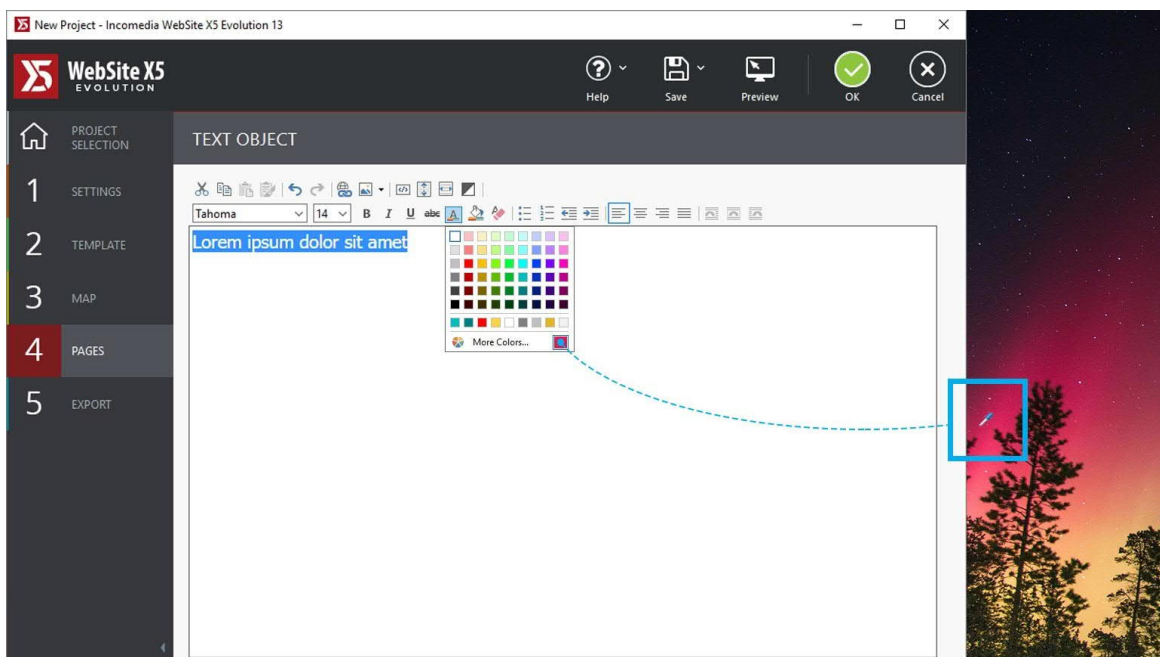 New Project - Incomedia WebSite X5 Evolution 13
WebSite X5
EVOLUTION
Help
Save
Preview
OK
Cancel
PROJECT
SELECTION
TEXT OBJECT
1 SETTINGS
2 TEMPLATE
3 MAP
4 PAGES
5 EXPORT
Tahoma 14 B I U abc A
Lorem ipsum dolor sit amet
More Colors...